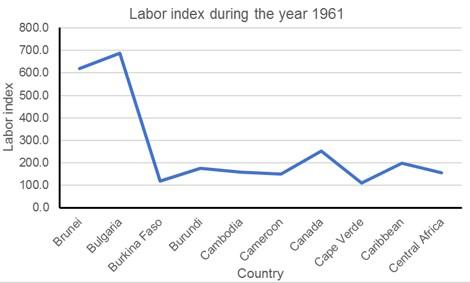 Labor index during the year 1961
Labor index
800.0
700.0
600.0
500.0
400.0
300.0
200.0
100.0
0.0
Brunei
Bulgaria
Burkina Faso
Burundi
Cambodia
Cameroon
Canada
Cape Verde
Caribbean
Central Africa
Country